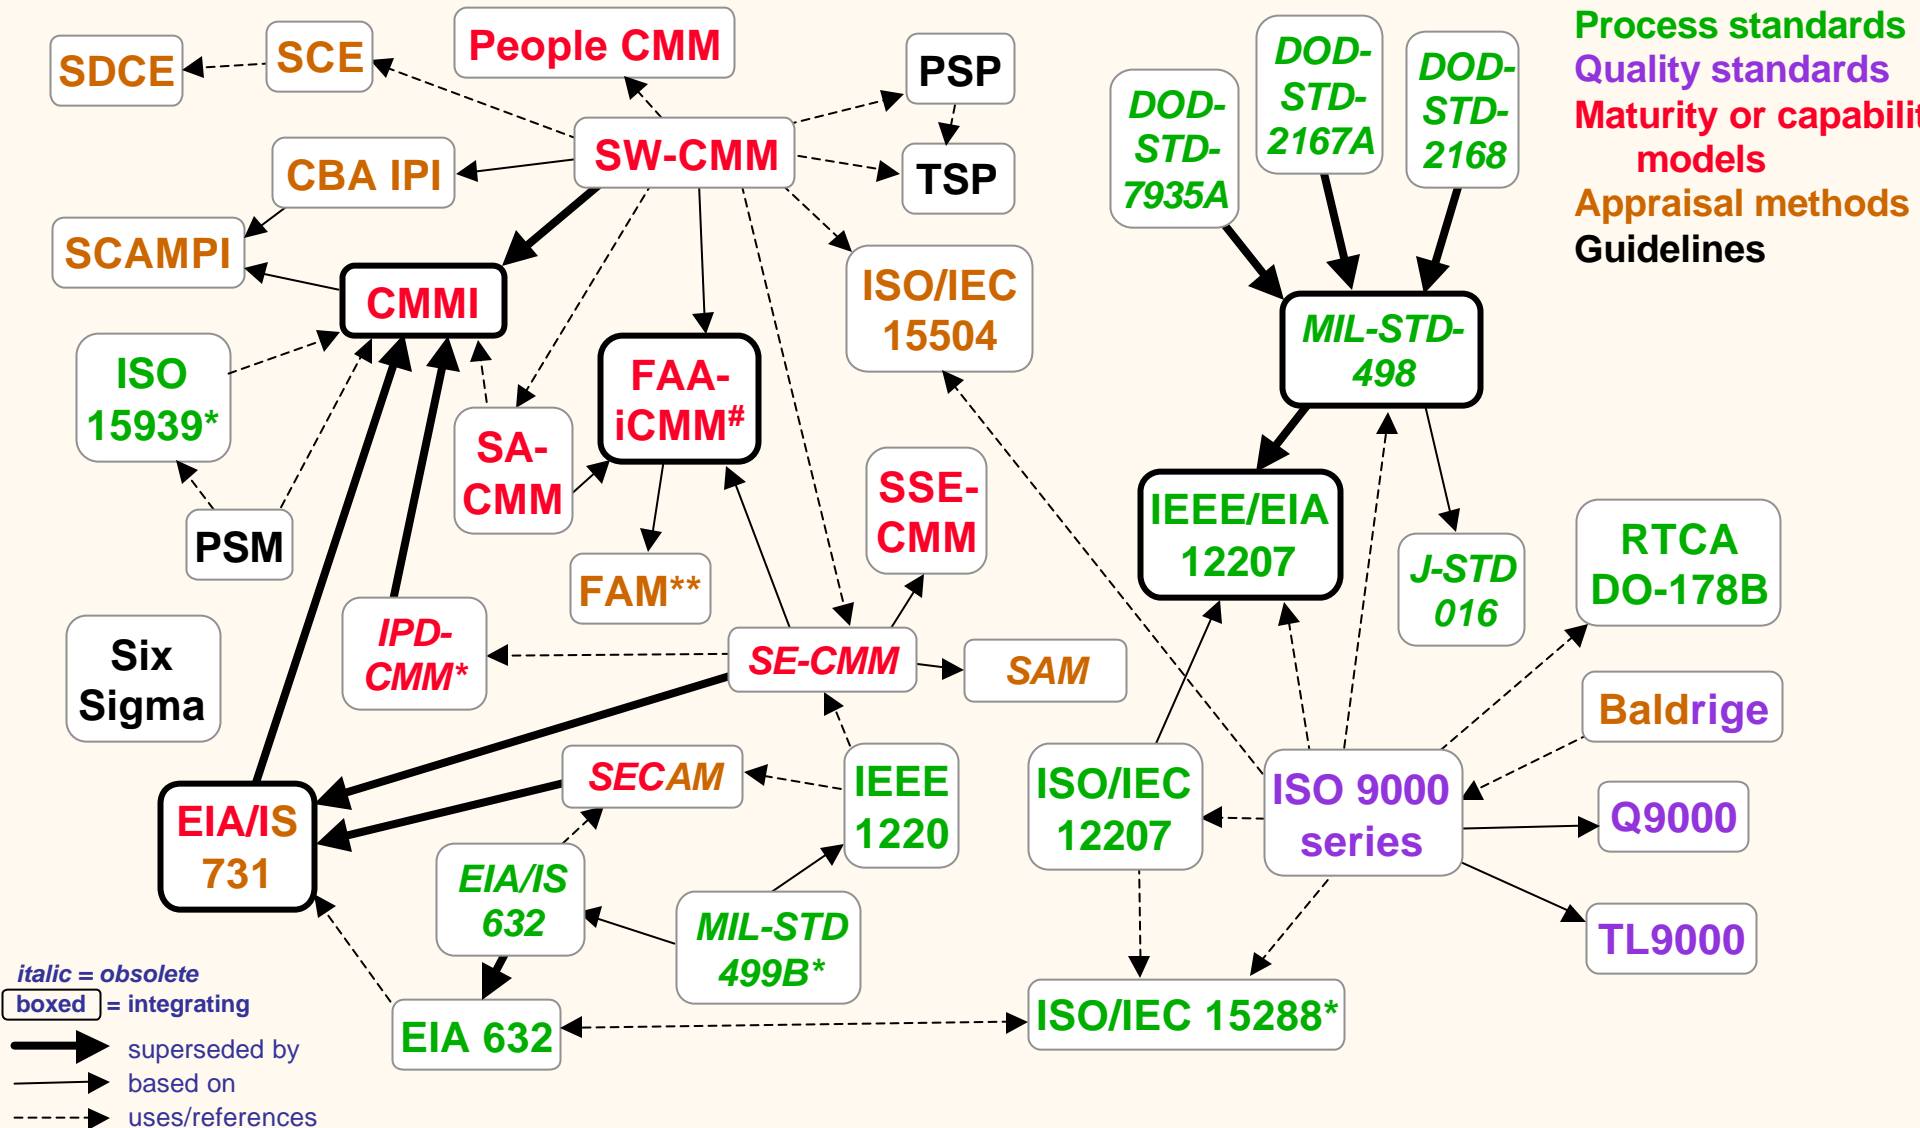 SDCE
SCE
People CMM
PSP
TSP
SW-CMM
CBA IPI
SCAMPI
CMMI
ISO
15939*
PSM
Six
Sigma
SA-
CMM
FAA-
iCMM#
FAM**
ISO/IEC
15504
SSE-
CMM
IPD-
CMM*
SE-CMM
SAM
SECAM
IEEE
1220
EIA/IS
731
EIA/IS
632
MIL-STD
499B*
EIA 632
DOD-
STD-
7935A
DOD-
STD-
2167A
DOD-
STD-
2168
MIL-STD-
498
IEEE/EIA
12207
J-STD
016
RTCA
DO-178B
Baldrige
ISO/IEC
12207
ISO 9000
series
Q9000
TL9000
ISO/IEC 15288*
Process standards
Quality standards
Maturity or capabilit
models
Appraisal methods
Guidelines
italic = obsolete
boxed = integrating
superseded by
based on
uses/references